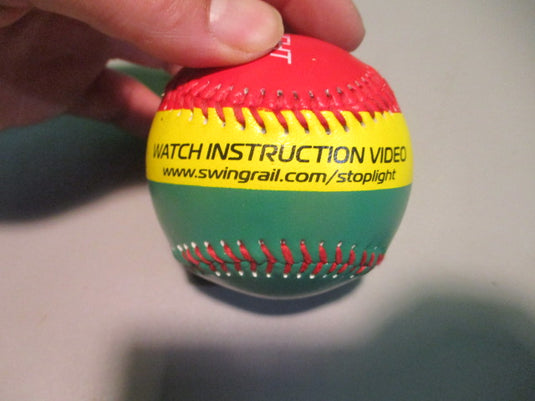 WATCH INSTRUCTION VIDEO
www.swingrail.com/stoplight